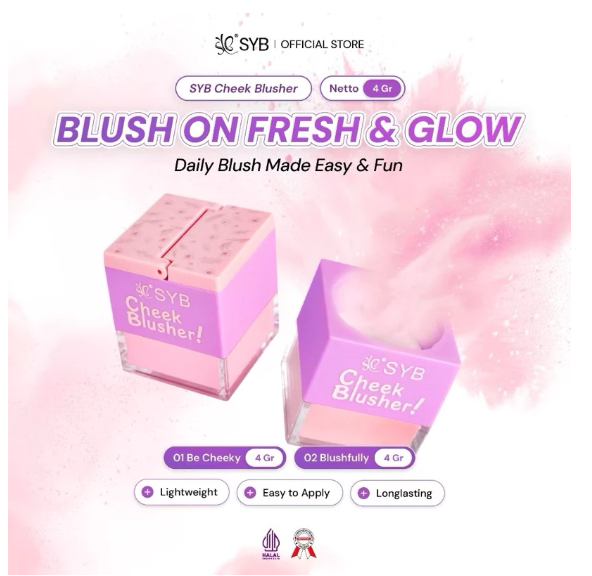 SYB | OFFICIAL STORE
SYB Cheek Blusher
Netto 4 Gr
BLUSH ON FRESH & GLOW
Daily Blush Made Easy & Fun
SYB
Cheek
Blusher!
SYB
Cheek
Blusher!
01 Be Cheeky 4 Gr
02 Blushfully 4 Gr
Lightweight
Easy to Apply
Longlasting
HALAL